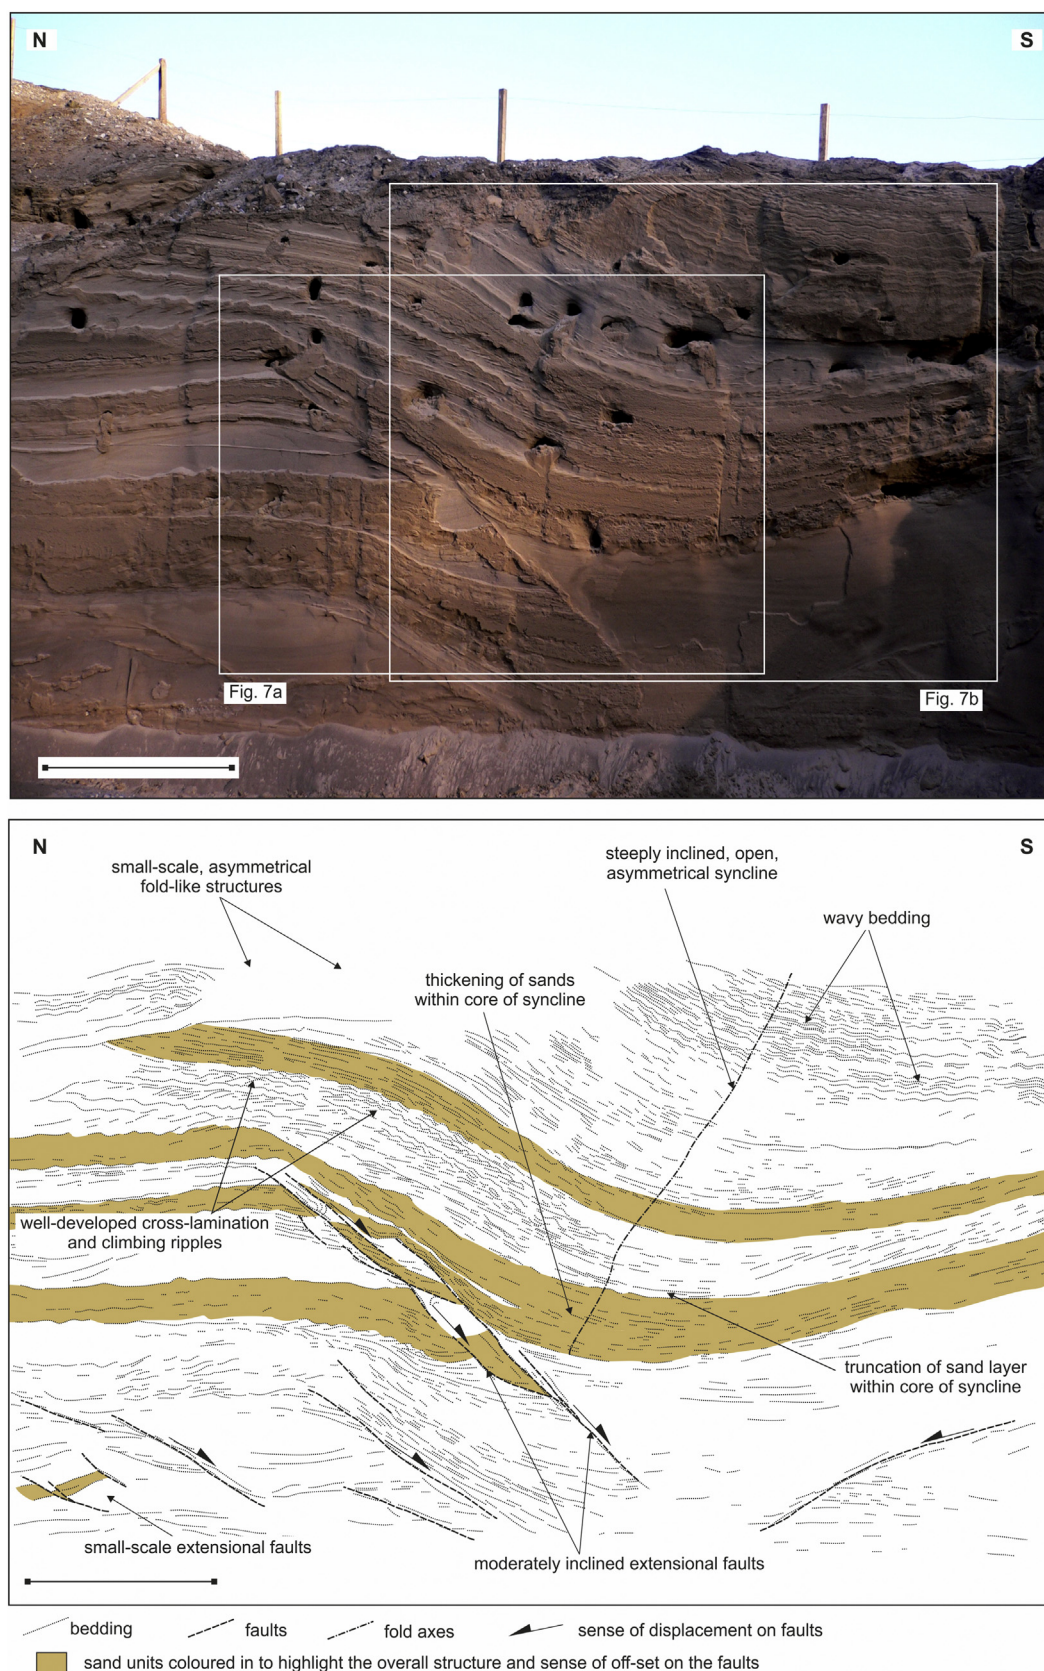 N
S
Fig. 7a
Fig. 7b
N
S
small-scale, asymmetrical
fold-like structures
steeply inclined, open,
asymmetrical syncline
wavy bedding
thickening of sands
within core of syncline
well-developed cross-lamination
and climbing ripples
truncation of sand layer
within core of syncline
small-scale extensional faults
moderately inclined extensional faults
bedding
faults
fold axes
sense of displacement on faults
sand units coloured in to highlight the overall structure and sense of off-set on the faults